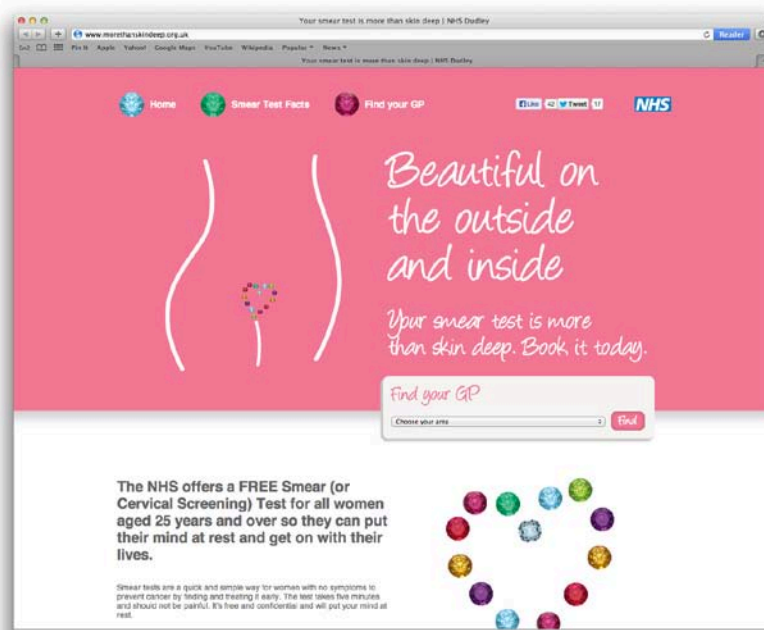 Your smear test is more than skin deep | NHS Dudley
www.morethanskindeep.org.uk
Reader
Pin It Apple Yahoo! Google Maps YouTube Wikipedia Popular News
Your smear test is more than skin deep | NHS Dudley
Home Smear Test Facts Find your GP Like 42 Tweet 17 NHS
Beautiful on
the outside
and inside
Your smear test is more
than skin deep. Book it today.
Find your GP
Choose your area Find
The NHS offers a FREE Smear (or
Cervical Screening) Test for all women
aged 25 years and over so they can put
their mind at rest and get on with their
lives.
Smear tests are a quick and simple way for women with no symptoms to
prevent cancer by finding and treating it early. The test takes five minutes
and should not be painful. It's free and confidential and will put your mind at
rest.